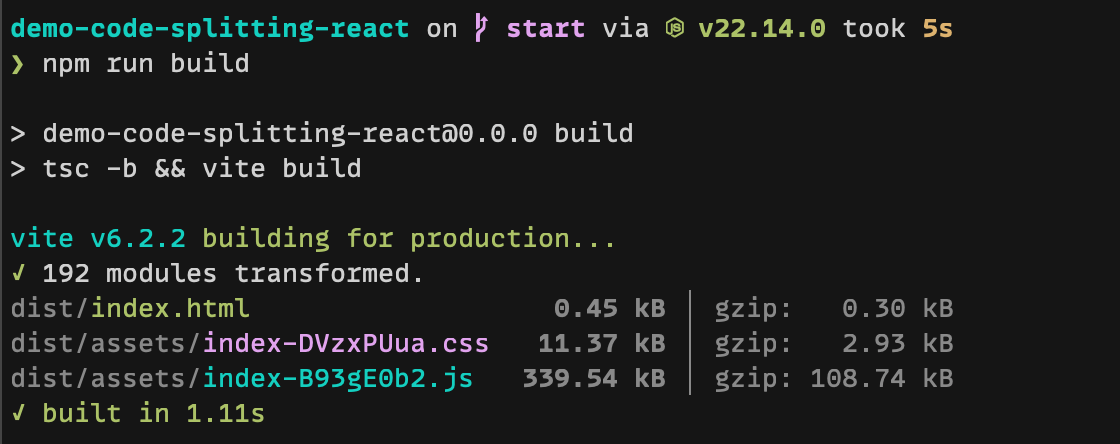 demo-code-splitting-react on start via v22.14.0 took 5s
❯ npm run build
> demo-code-splitting-react@0.0.0 build
> tsc -b && vite build
vite v6.2.2 building for production...
✓ 192 modules transformed.
dist/index.html 0.45 kB │ gzip: 0.30 kB
dist/assets/index-DVzxPUua.css 11.37 kB │ gzip: 2.93 kB
dist/assets/index-B93gE0b2.js 339.54 kB │ gzip: 108.74 kB
✓ built in 1.11s